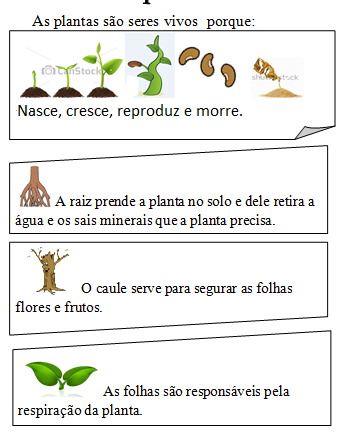 As plantas são seres vivos porque:
CanStock
shutterstock
Nasce, cresce, reproduz e morre.
A raiz prende a planta no solo e dele retira a
água e os sais minerais que a planta precisa.
O caule serve para segurar as folhas
flores e frutos.
As folhas são responsáveis pela
respiração da planta.